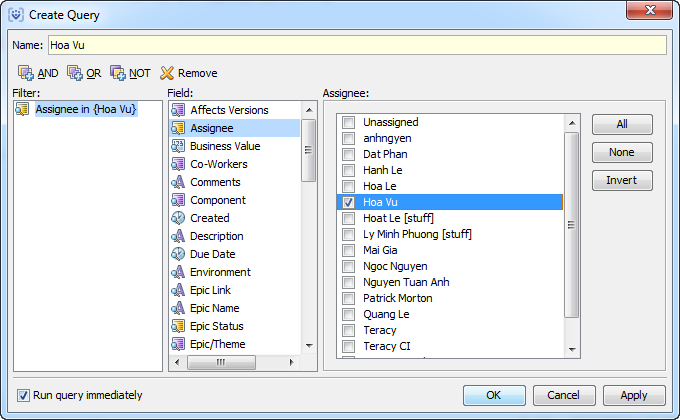 Create Query
Name: Hoa Vu
AND OR NOT Remove
Filter:
Assignee in {Hoa Vu}
Field:
Affects Versions
Assignee
Business Value
Co-Workers
Comments
Component
Created
Description
Due Date
Environment
Epic Link
Epic Name
Epic Status
Epic/Theme
Assignee:
Unassigned
anhngyen
Dat Phan
Hanh Le
Hoa Le
Hoa Vu
Hoat Le [stuff]
Ly Minh Phuong [stuff]
Mai Gia
Ngoc Nguyen
Nguyen Tuan Anh
Patrick Morton
Quang Le
Teracy
Teracy CI
All
None
Invert
Run query immediately
OK Cancel Apply